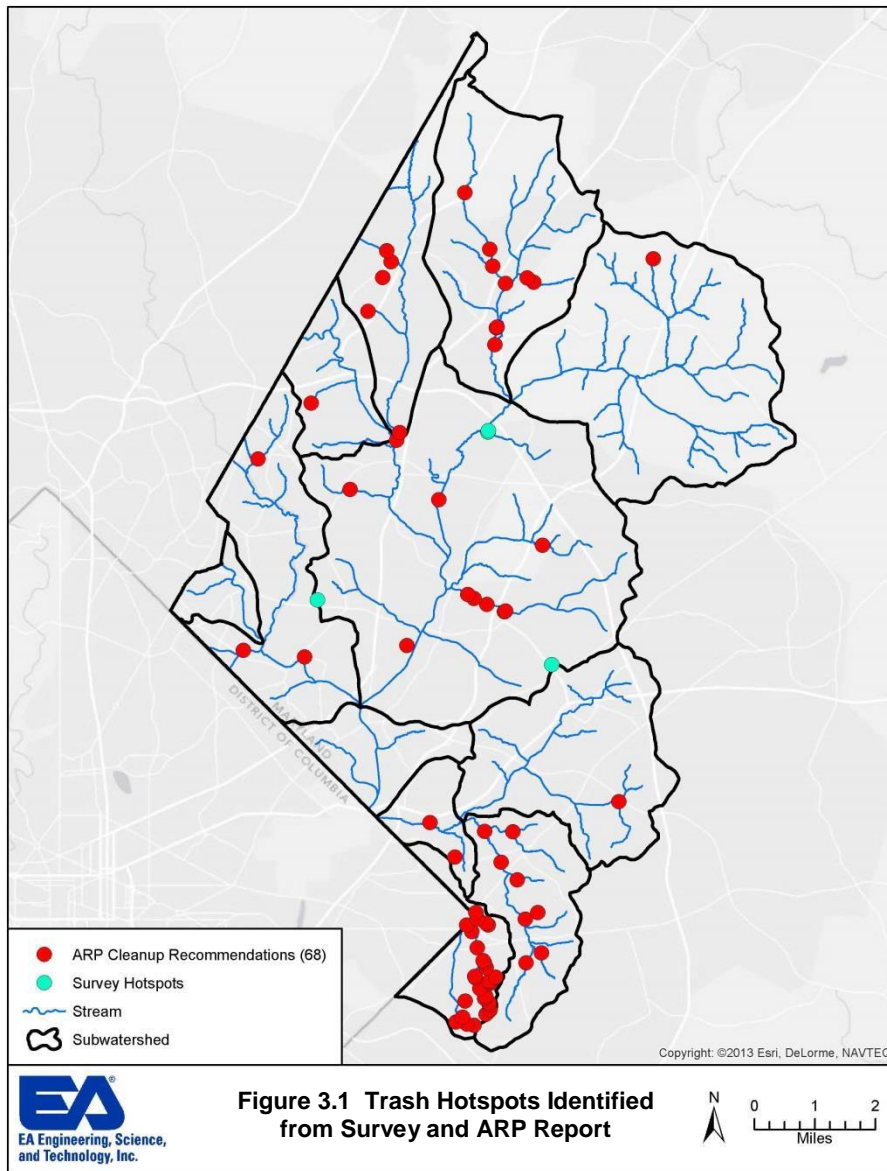 MARYLAND
DISTRICT OF COLUMBIA
ARP Cleanup Recommendations (68)
Survey Hotspots
Stream
Subwatershed
Copyright: ©2013 Esri, DeLorme, NAVTEQ
EA®
EA Engineering, Science,
and Technology, Inc.
Figure 3.1 Trash Hotspots Identified
from Survey and ARP Report
N
0 1 2
Miles